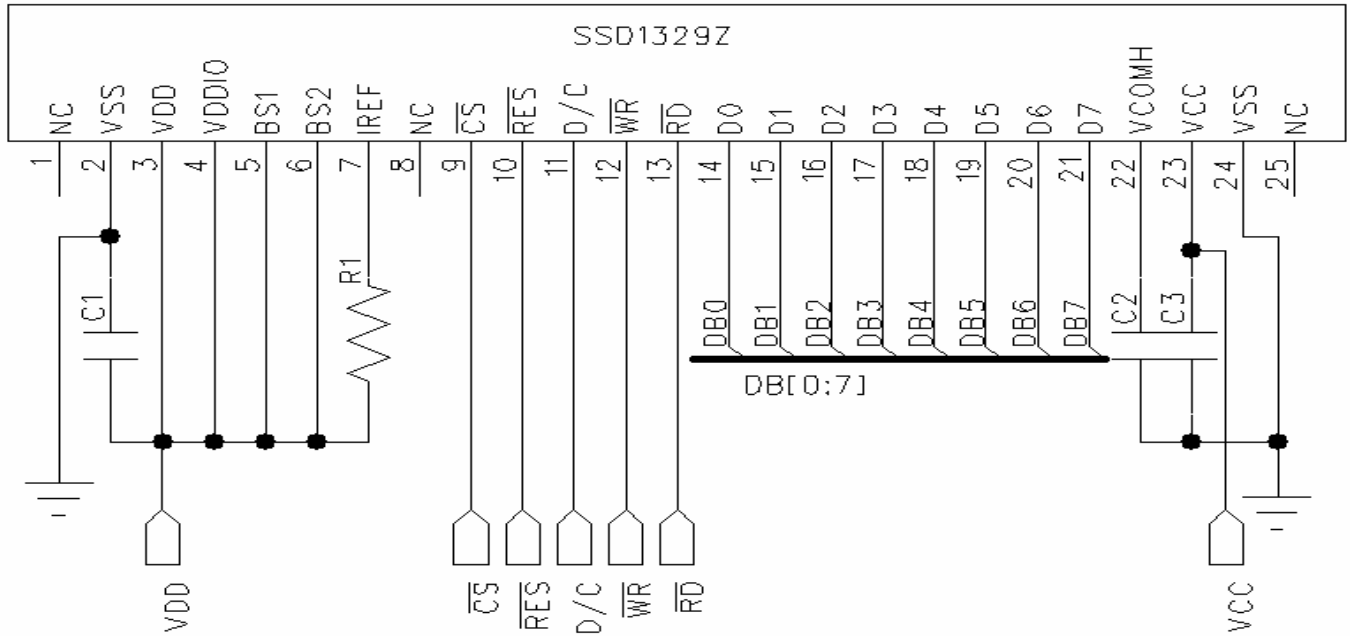 SSD1329Z
NC
VSS
VDD
VDDIO
BS1
BS2
IREF
NC
CS
RES
D/C
WR
RD
D0
D1
D2
D3
D4
D5
D6
D7
VCOMH
VCC
VSS
NC
1
2
3
4
5
6
7
8
9
10
11
12
13
14
15
16
17
18
19
20
21
22
23
24
25
C1
R1
DB0
DB1
DB2
DB3
DB4
DB5
DB6
DB7
C2
C3
DB[0:7]
VDD
CS
RES
D/C
WR
RD
VCC